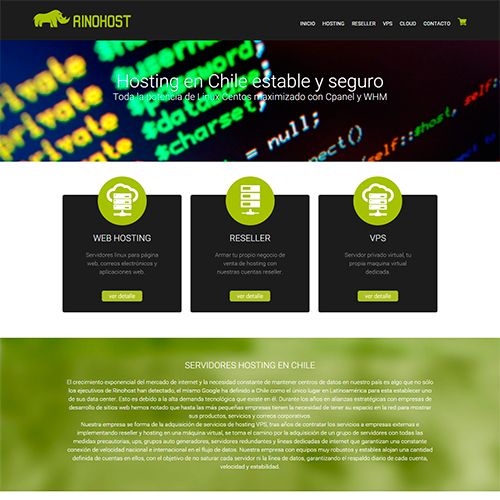 RINOHOST
INICIO HOSTING RESELLER VPS CLOUD CONTACTO
private
private
private
private
$dat
$charset;
= null;
nnect()
self::$host,
Hosting en Chile estable y seguro
Toda la potencia de Linux Centos maximizado con Cpanel y WHM
WEB HOSTING
Servidores linux para página
web, correos electrónicos y
aplicaciones web.
ver detalle
RESELLER
Armar tu propio negocio de
venta de hosting con
nuestras cuentas reseller.
ver detalle
VPS
Servidor privado virtual, tu
propia maquina virtual
dedicada.
ver detalle
SERVIDORES HOSTING EN CHILE
El crecimiento exponencial del mercado de internet y la necesidad constante de mantener centros de datos en nuestro país es algo que no sólo
los ejecutivos de Rinohost han detectado, el mismo Google ha definido a Chile como el único lugar en Latinoamérica para esta establecer uno
de sus data center. Esto es debido a la alta demanda tecnológica que existe en él. Durante los años en alianzas estratégicas con empresas de
desarrollo de sitios web hemos notado que hasta las más pequeñas empresas tienen la necesidad de tener su espacio en la red para mostrar
sus productos, servicios y correos corporativos.
Nuestra empresa se forma de la adquisición de servicios de hosting VPS, tras años de contratar los servicios a empresas externas e
implementando reseller y hosting en una máquina virtual, se toma el camino por la adquisición de un grupo de servidores con todas las
medidas precautorias, ups, grupos auto generadores, servidores redundantes y líneas dedicadas de internet que garantizan una constante
conexión de velocidad nacional e internacional en el flujo de datos. Nuestra empresa con equipos muy robustos y estables alojan una cantidad
definida de cuentas en ellos, con el objetivo de no saturar cada servidor ni la línea de datos, garantizando el respaldo diario de cada cuenta,
velocidad y estabilidad.